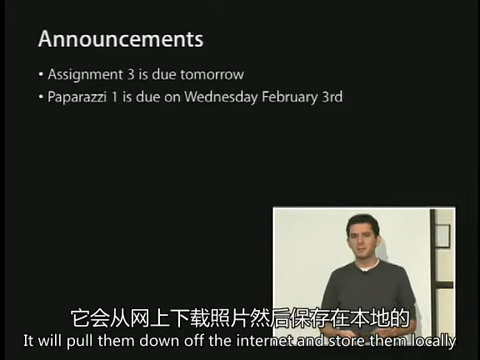 Announcements
• Assignment 3 is due tomorrow
• Paparazzi 1 is due on Wednesday February 3rd
它会从网上下载照片然后保存在本地的
It will pull them down off the internet and store them locally